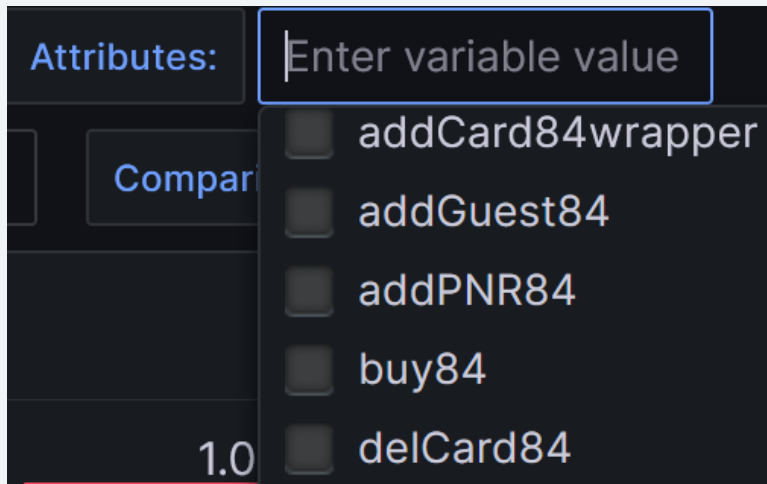 Attributes:
Enter variable value
addCard84wrapper
Compari
addGuest84
addPNR84
buy84
1.0
delCard84